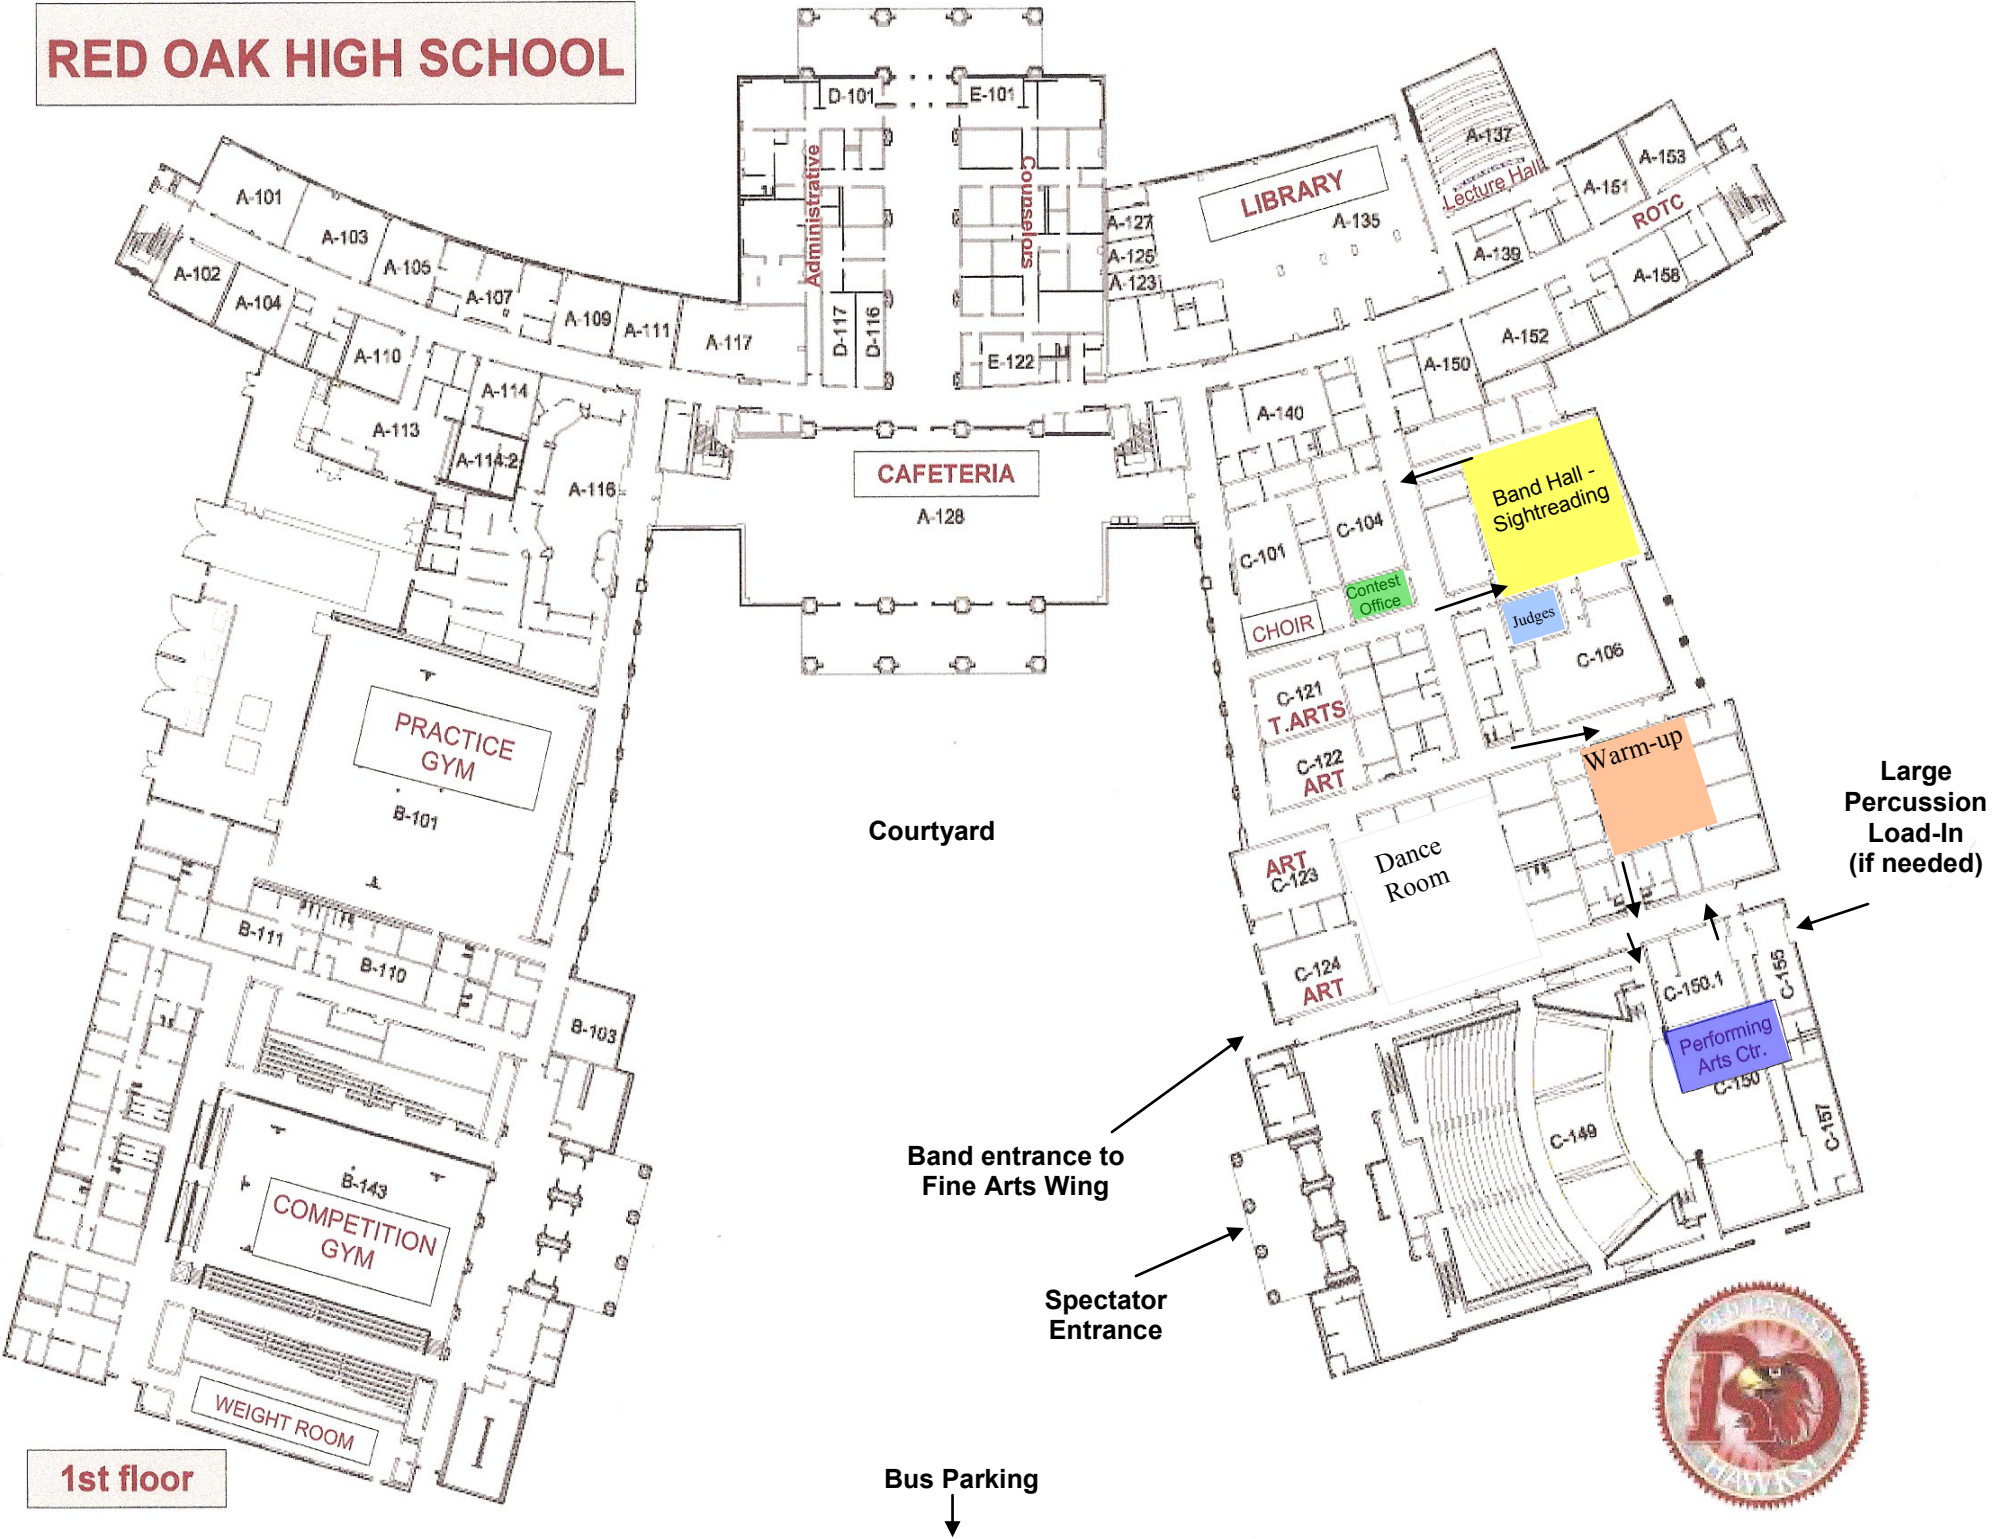 RED OAK HIGH SCHOOL
D-101
E-101
A-137
Lecture Hall
A-153
A-151
ROTC
A-101
A-103
A-105
A-107
A-109
A-111
A-117
A-102
A-104
A-110
A-113
A-114
A-114.2
A-116
Administrative
Counselors
D-117
D-116
E-122
A-127
A-125
A-123
LIBRARY
A-135
A-139
A-158
A-152
A-150
A-140
CAFETERIA
A-128
Band Hall -
Sightreading
C-104
C-101
Contest
Office
CHOIR
Judges
C-106
C-121
T.ARTS
C-122
ART
Warm-up
PRACTICE
GYM
B-101
Courtyard
Large
Percussion
Load-In
(if needed)
ART
C-123
Dance
Room
C-124
ART
B-111
B-110
B-103
C-150.1
C-155
Performing
Arts Ctr.
C-150
C-149
C-157
Band entrance to
Fine Arts Wing
B-143
COMPETITION
GYM
Spectator
Entrance
WEIGHT ROOM
1st floor
Bus Parking
RED OAK ISD
RO
HAWKS!